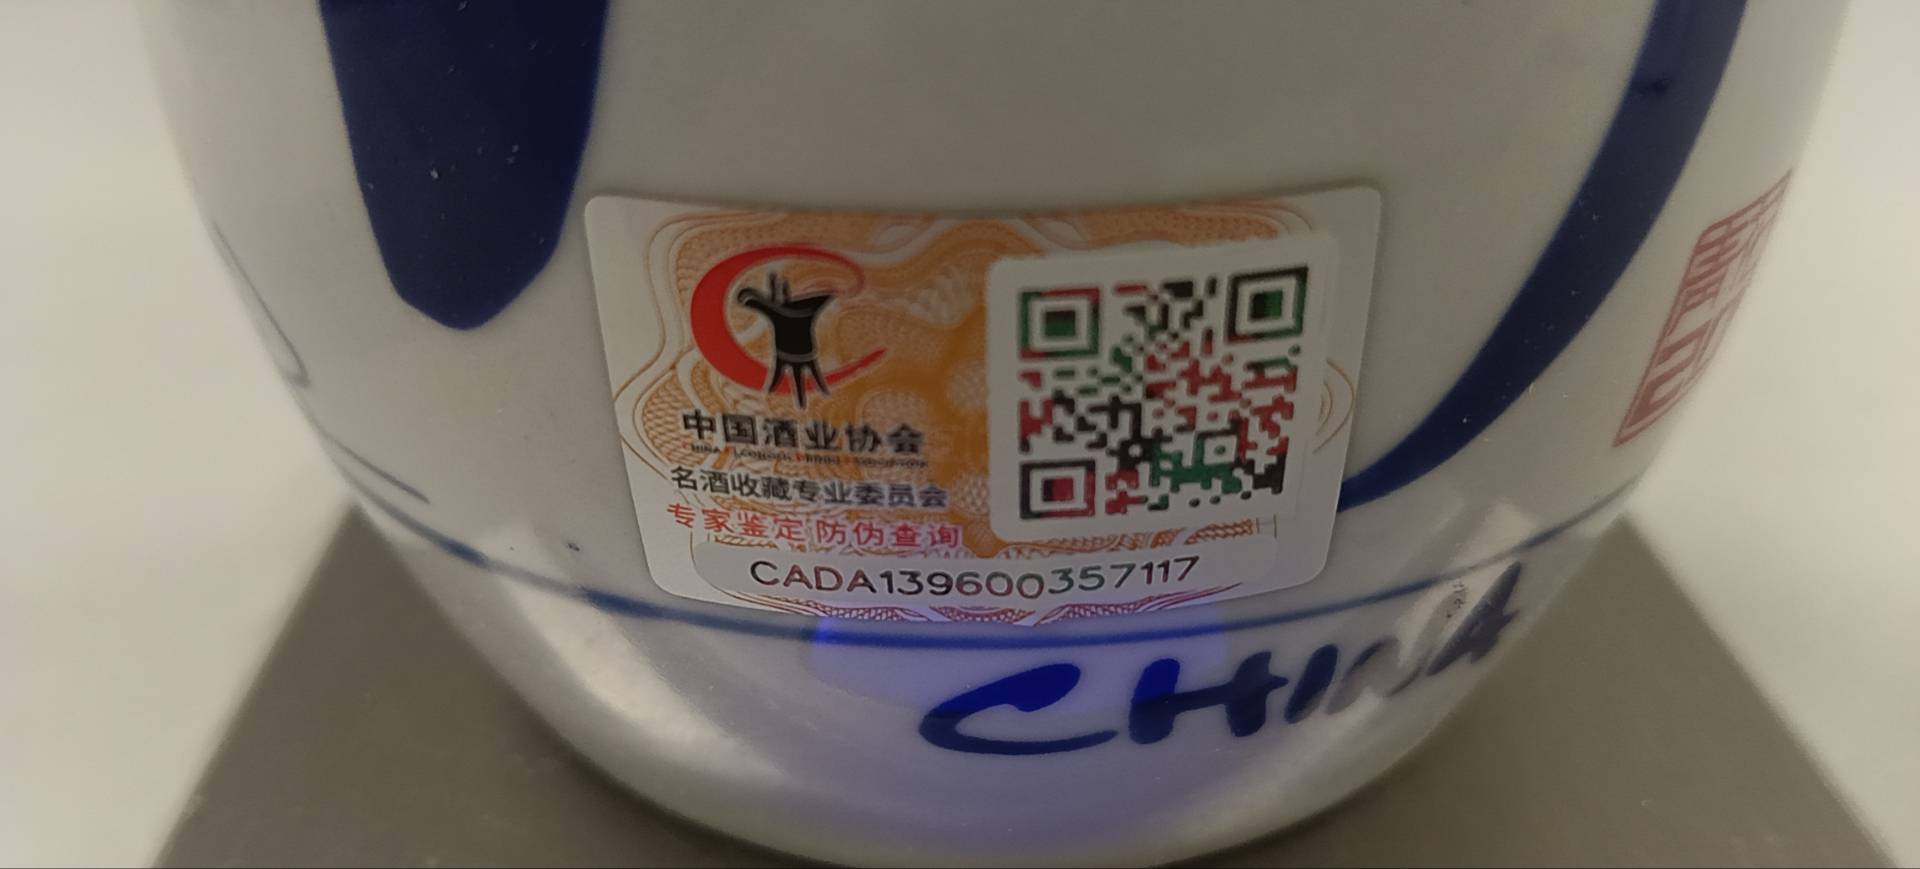 中国酒业协会
名酒收藏专业委员会
专家鉴定防伪查询
CADA139600357117
CHINA